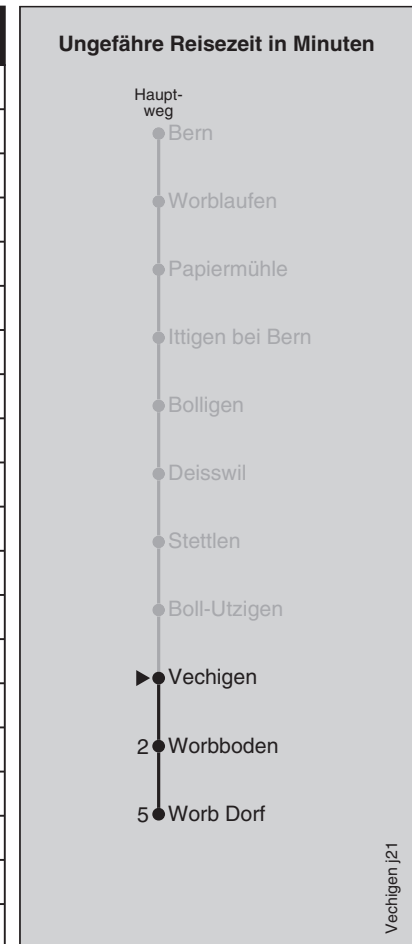 Ungefähre Reisezeit in Minuten
Haupt-
weg
Bern
Worblaufen
Papiermühle
Ittigen bei Bern
Bolligen
Deisswil
Stettlen
Boll-Utzigen
Vechigen
2 Worbboden
5 Worb Dorf
Vechigen j21